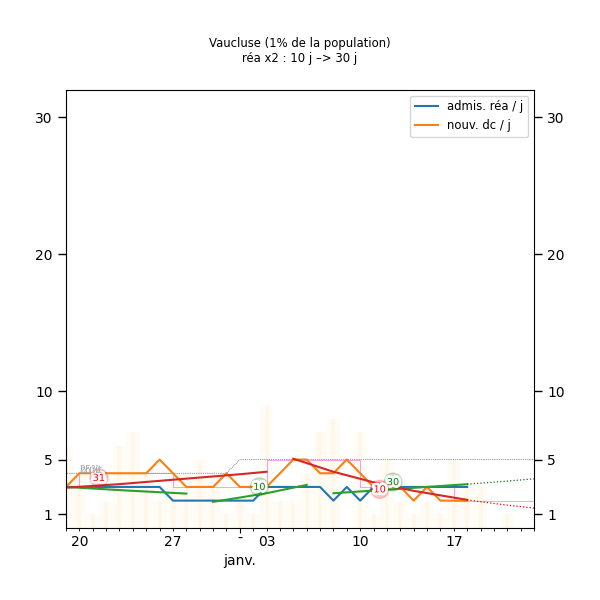 Vaucluse (1% de la population)
réa x2 : 10 j –> 30 j
admis. réa / j
nouv. dc / j
30 30
20 20
10 10
5 5
1 1
31
10
10
30
20 27 - 03 10 17
janv.